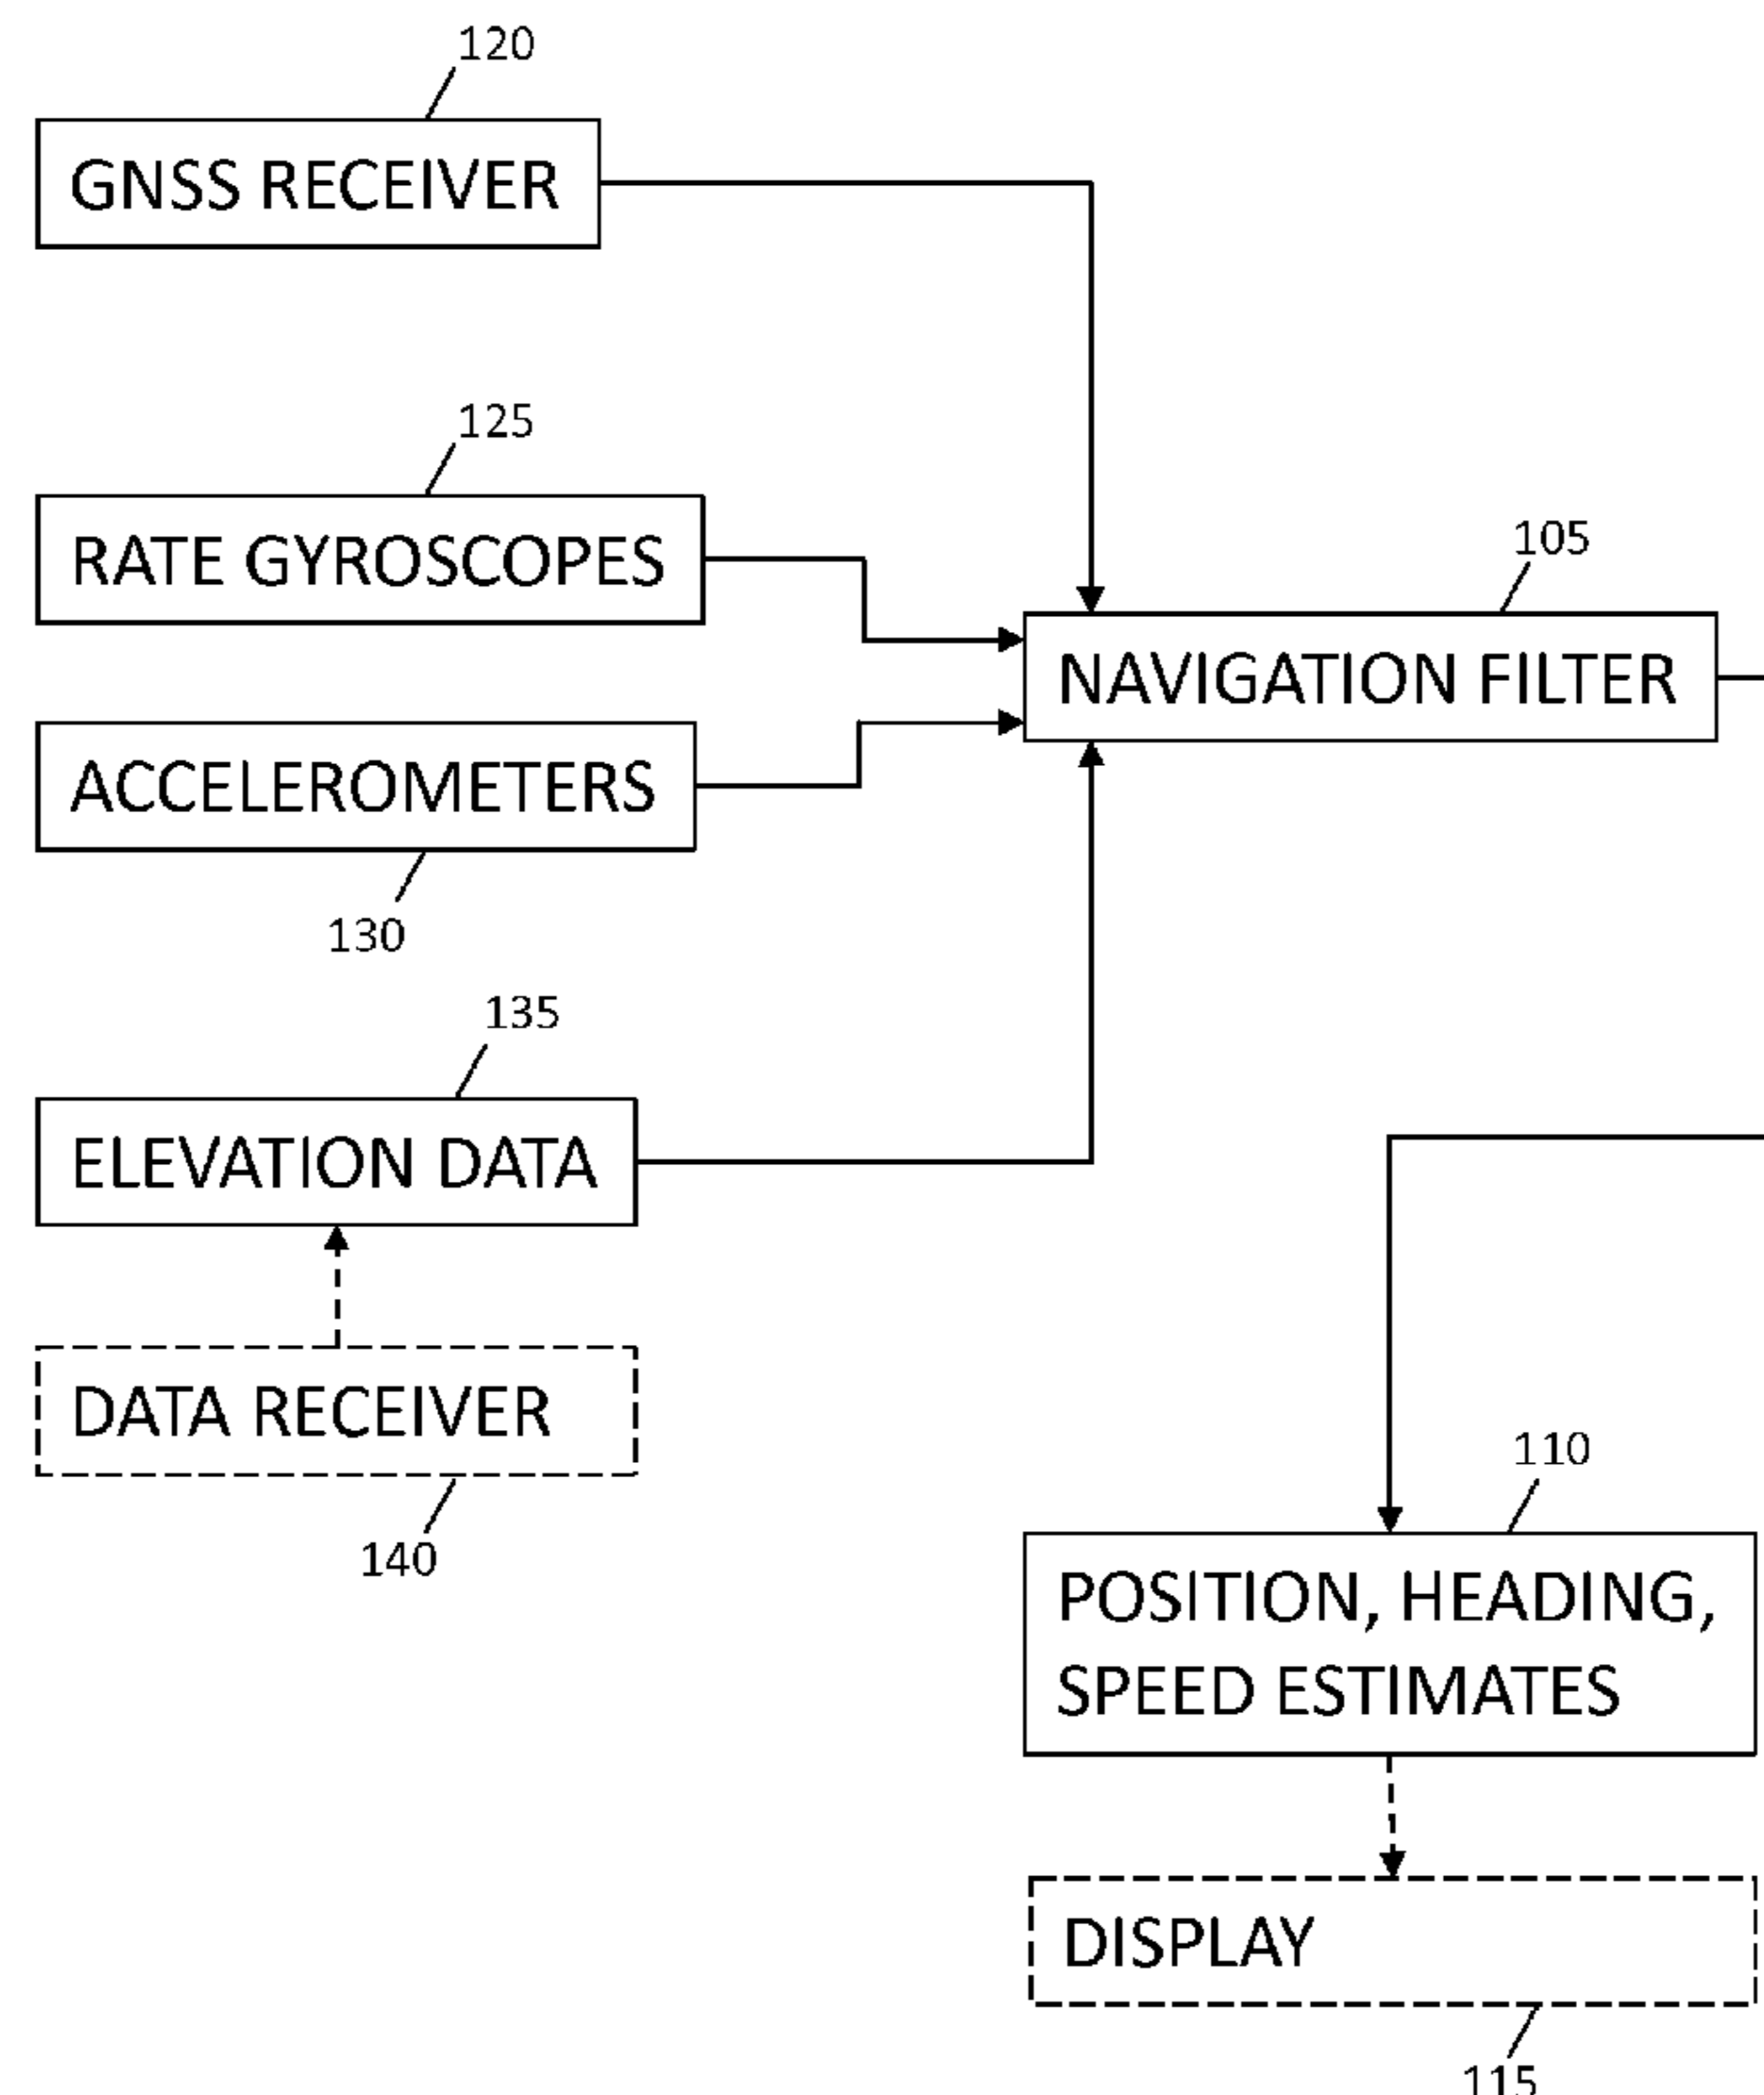 120
GNSS RECEIVER
125
RATE GYROSCOPES
105
NAVIGATION FILTER
ACCELEROMETERS
130
135
ELEVATION DATA
DATA RECEIVER
140
110
POSITION, HEADING,
SPEED ESTIMATES
DISPLAY
115